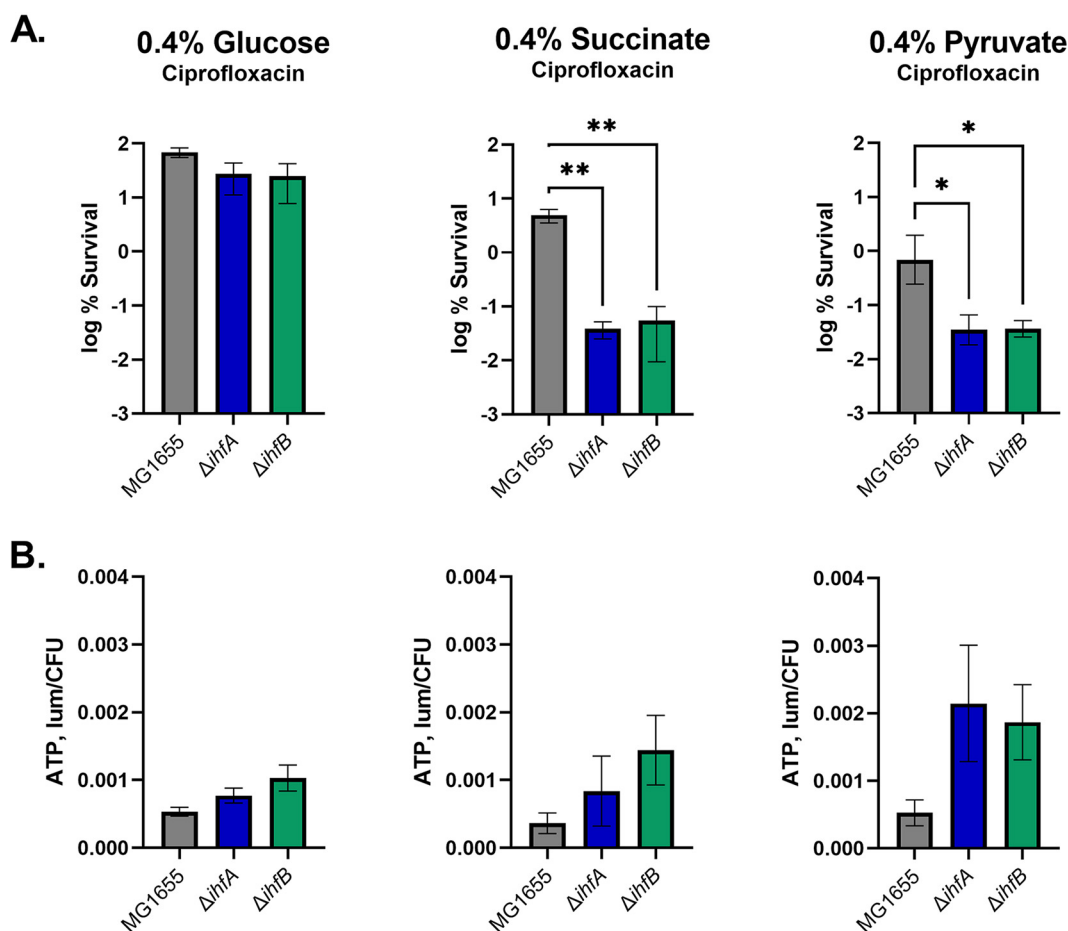 A.
0.4% Glucose
Ciprofloxacin
0.4% Succinate
Ciprofloxacin
0.4% Pyruvate
Ciprofloxacin
log % Survival
2
1
0
-1
-2
-3
MG1655
ΔihfA
ΔihfB
log % Survival
2
1
0
-1
-2
-3
**
**
MG1655
ΔihfA
ΔihfB
log % Survival
2
1
0
-1
-2
-3
*
*
MG1655
ΔihfA
ΔihfB
B.
ATP, lum/CFU
0.004
0.003
0.002
0.001
0.000
MG1655
ΔihfA
ΔihfB
ATP, lum/CFU
0.004
0.003
0.002
0.001
0.000
MG1655
ΔihfA
ΔihfB
ATP, lum/CFU
0.004
0.003
0.002
0.001
0.000
MG1655
ΔihfA
ΔihfB